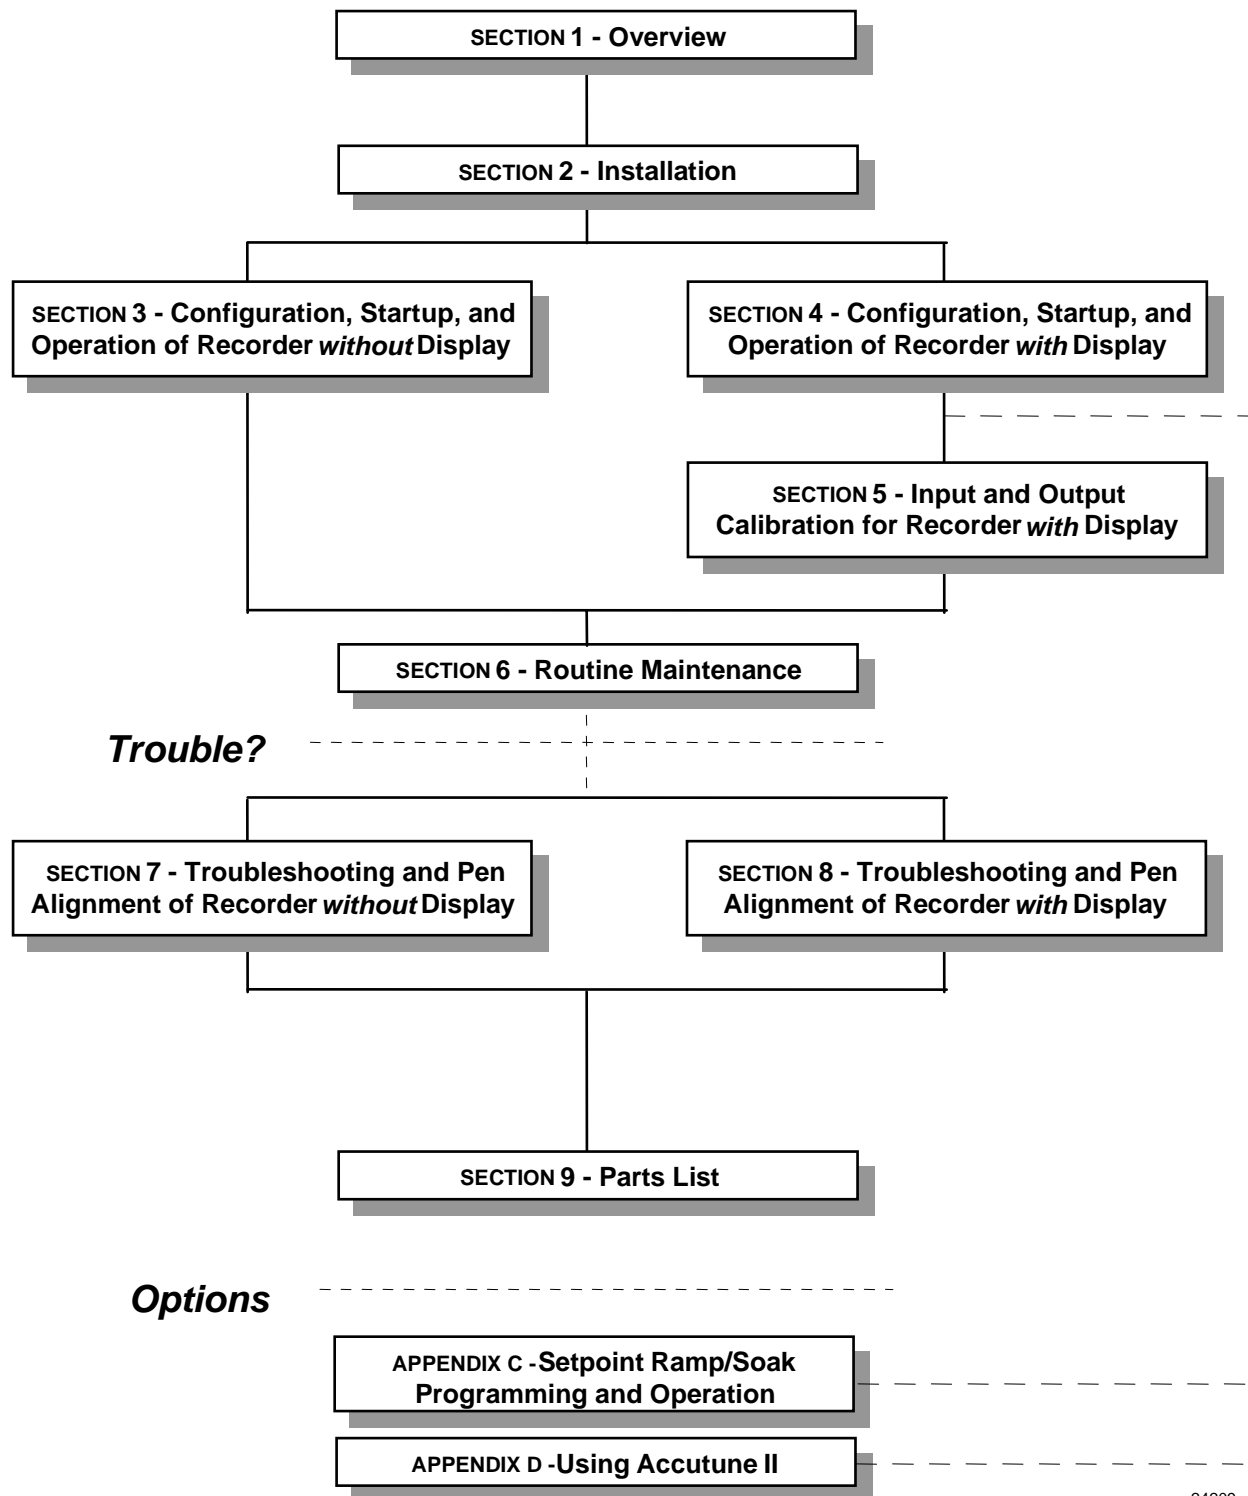 SECTION 1 - Overview
SECTION 2 - Installation
SECTION 3 - Configuration, Startup, and
Operation of Recorder without Display
SECTION 4 - Configuration, Startup, and
Operation of Recorder with Display
SECTION 5 - Input and Output
Calibration for Recorder with Display
SECTION 6 - Routine Maintenance
Trouble?
SECTION 7 - Troubleshooting and Pen
Alignment of Recorder without Display
SECTION 8 - Troubleshooting and Pen
Alignment of Recorder with Display
SECTION 9 - Parts List
Options
APPENDIX C -Setpoint Ramp/Soak
Programming and Operation
APPENDIX D -Using Accutune II